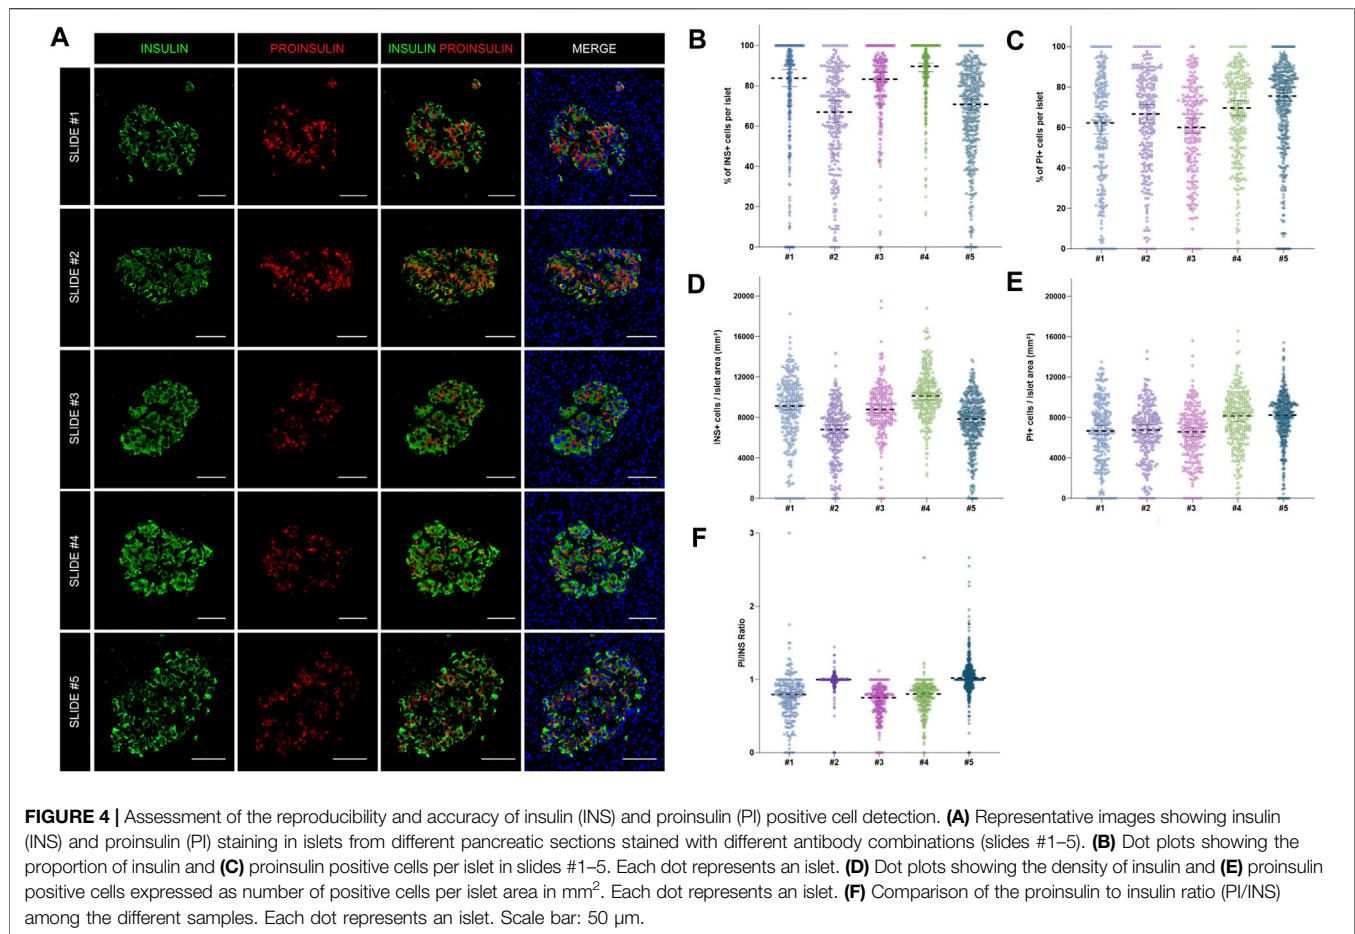 A
INSULIN
PROINSULIN
INSULIN PROINSULIN
MERGE
SLIDE #1
SLIDE #2
SLIDE #3
SLIDE #4
SLIDE #5
B
% of INS+ cells per islet
100
80
60
40
20
0
#1 #2 #3 #4 #5
C
% of PI+ cells per islet
100
80
60
40
20
0
#1 #2 #3 #4 #5
D
INS+ cells / islet area (mm²)
20000
16000
12000
8000
4000
0
#1 #2 #3 #4 #5
E
PI+ cells / islet area (mm²)
20000
16000
12000
8000
4000
0
#1 #2 #3 #4 #5
F
PI/INS Ratio
3
2
1
0
#1 #2 #3 #4 #5
FIGURE 4 | Assessment of the reproducibility and accuracy of insulin (INS) and proinsulin (PI) positive cell detection. (A) Representative images showing insulin
(INS) and proinsulin (PI) staining in islets from different pancreatic sections stained with different antibody combinations (slides #1–5). (B) Dot plots showing the
proportion of insulin and (C) proinsulin positive cells per islet in slides #1–5. Each dot represents an islet. (D) Dot plots showing the density of insulin and (E) proinsulin
positive cells expressed as number of positive cells per islet area in mm². Each dot represents an islet. (F) Comparison of the proinsulin to insulin ratio (PI/INS)
among the different samples. Each dot represents an islet. Scale bar: 50 µm.